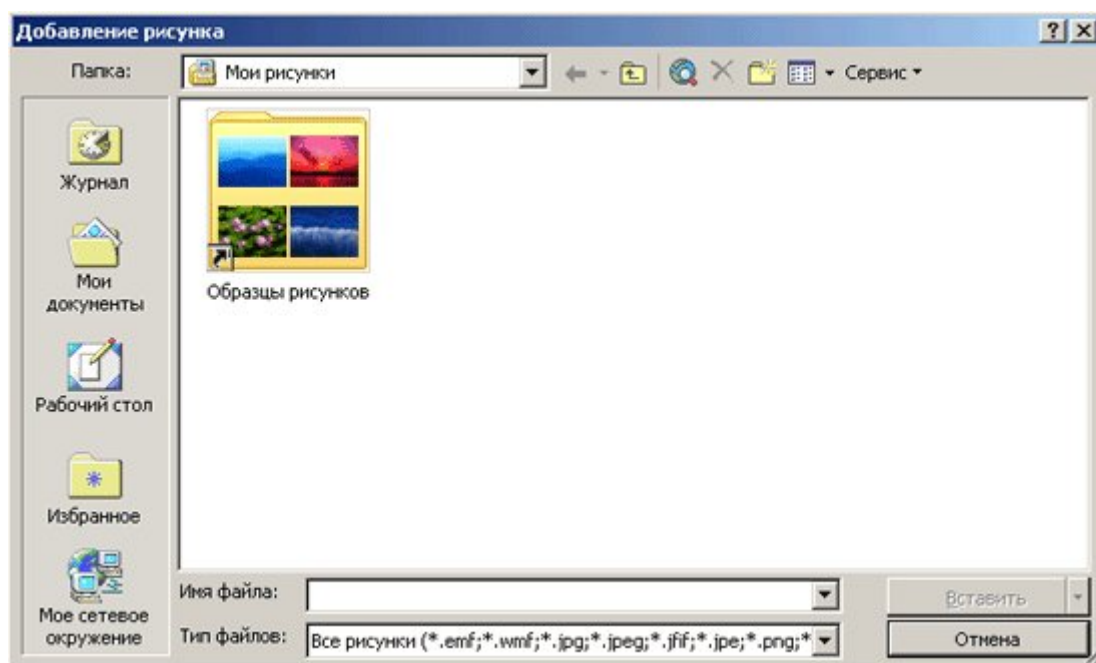 Добавление рисунка
Папка:
Мои рисунки
Сервис
Журнал
Мои
документы
Рабочий стол
Избранное
Мое сетевое
окружение
Образцы рисунков
Имя файла:
Вставить
Тип файлов:
Все рисунки (*.emf;*.wmf;*.jpg;*.jpeg;*.jfif;*.jpe;*.png;*
Отмена